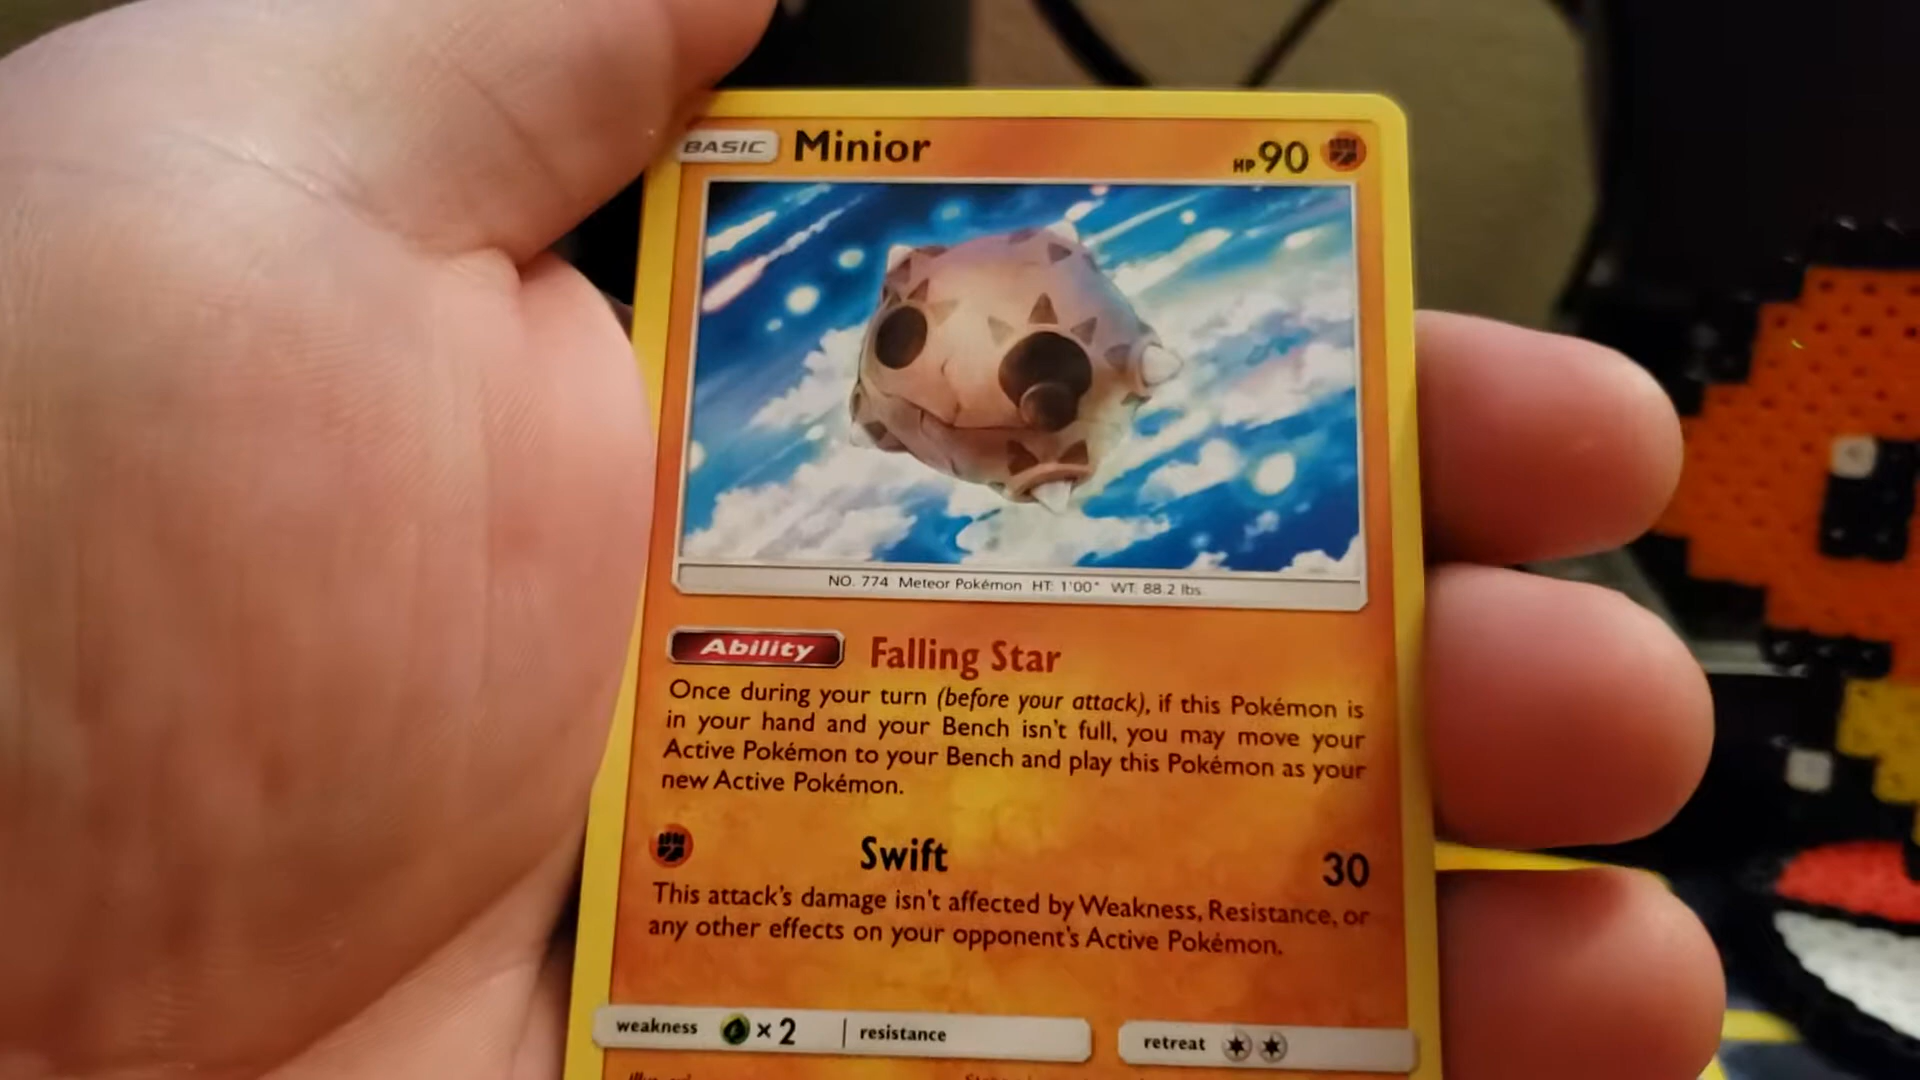 BASIC Minior HP 90
NO. 774 Meteor Pokémon HT: 1'00" WT: 88.2 lbs.
Ability Falling Star
Once during your turn (before your attack), if this Pokémon is
in your hand and your Bench isn't full, you may move your
Active Pokémon to your Bench and play this Pokémon as your
new Active Pokémon.
Swift 30
This attack's damage isn't affected by Weakness, Resistance, or
any other effects on your opponent's Active Pokémon.
weakness ×2 resistance retreat